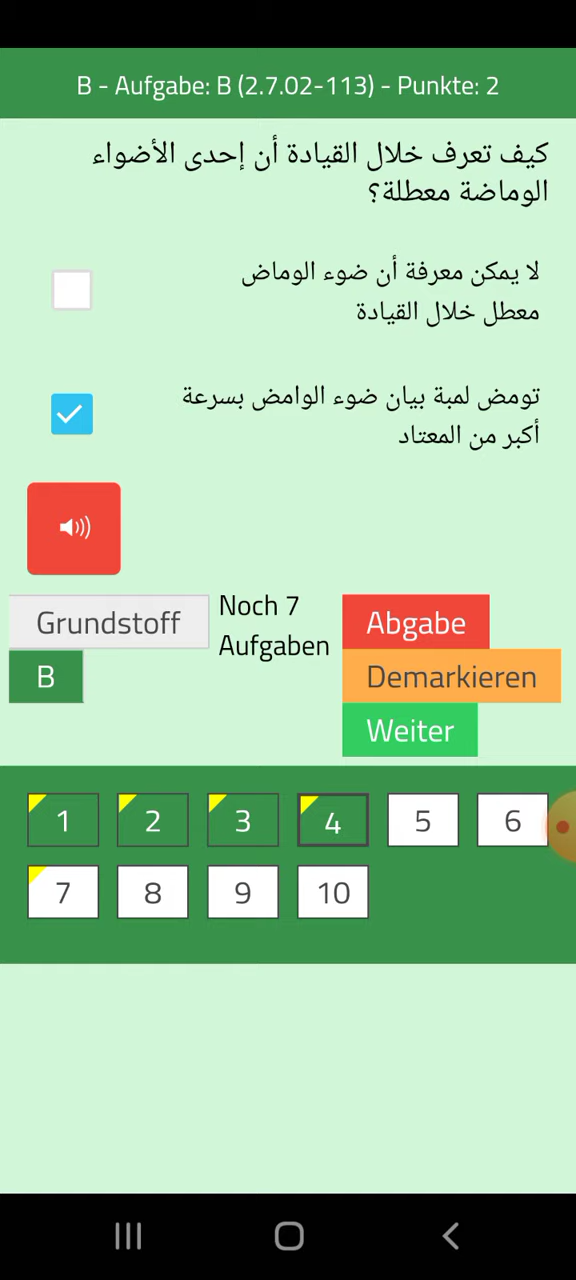 B - Aufgabe: B (2.7.02-113) - Punkte: 2
كيف تعرف خلال القيادة أن إحدى الأضواء
الوماضة معطلة؟
لا يمكن معرفة أن ضوء الوماض
معطل خلال القيادة
تومض لمبة بيان ضوء الوامض بسرعة
أكبر من المعتاد
Grundstoff
Noch 7
Aufgaben
Abgabe
B
Demarkieren
Weiter
1 2 3 4 5 6
7 8 9 10